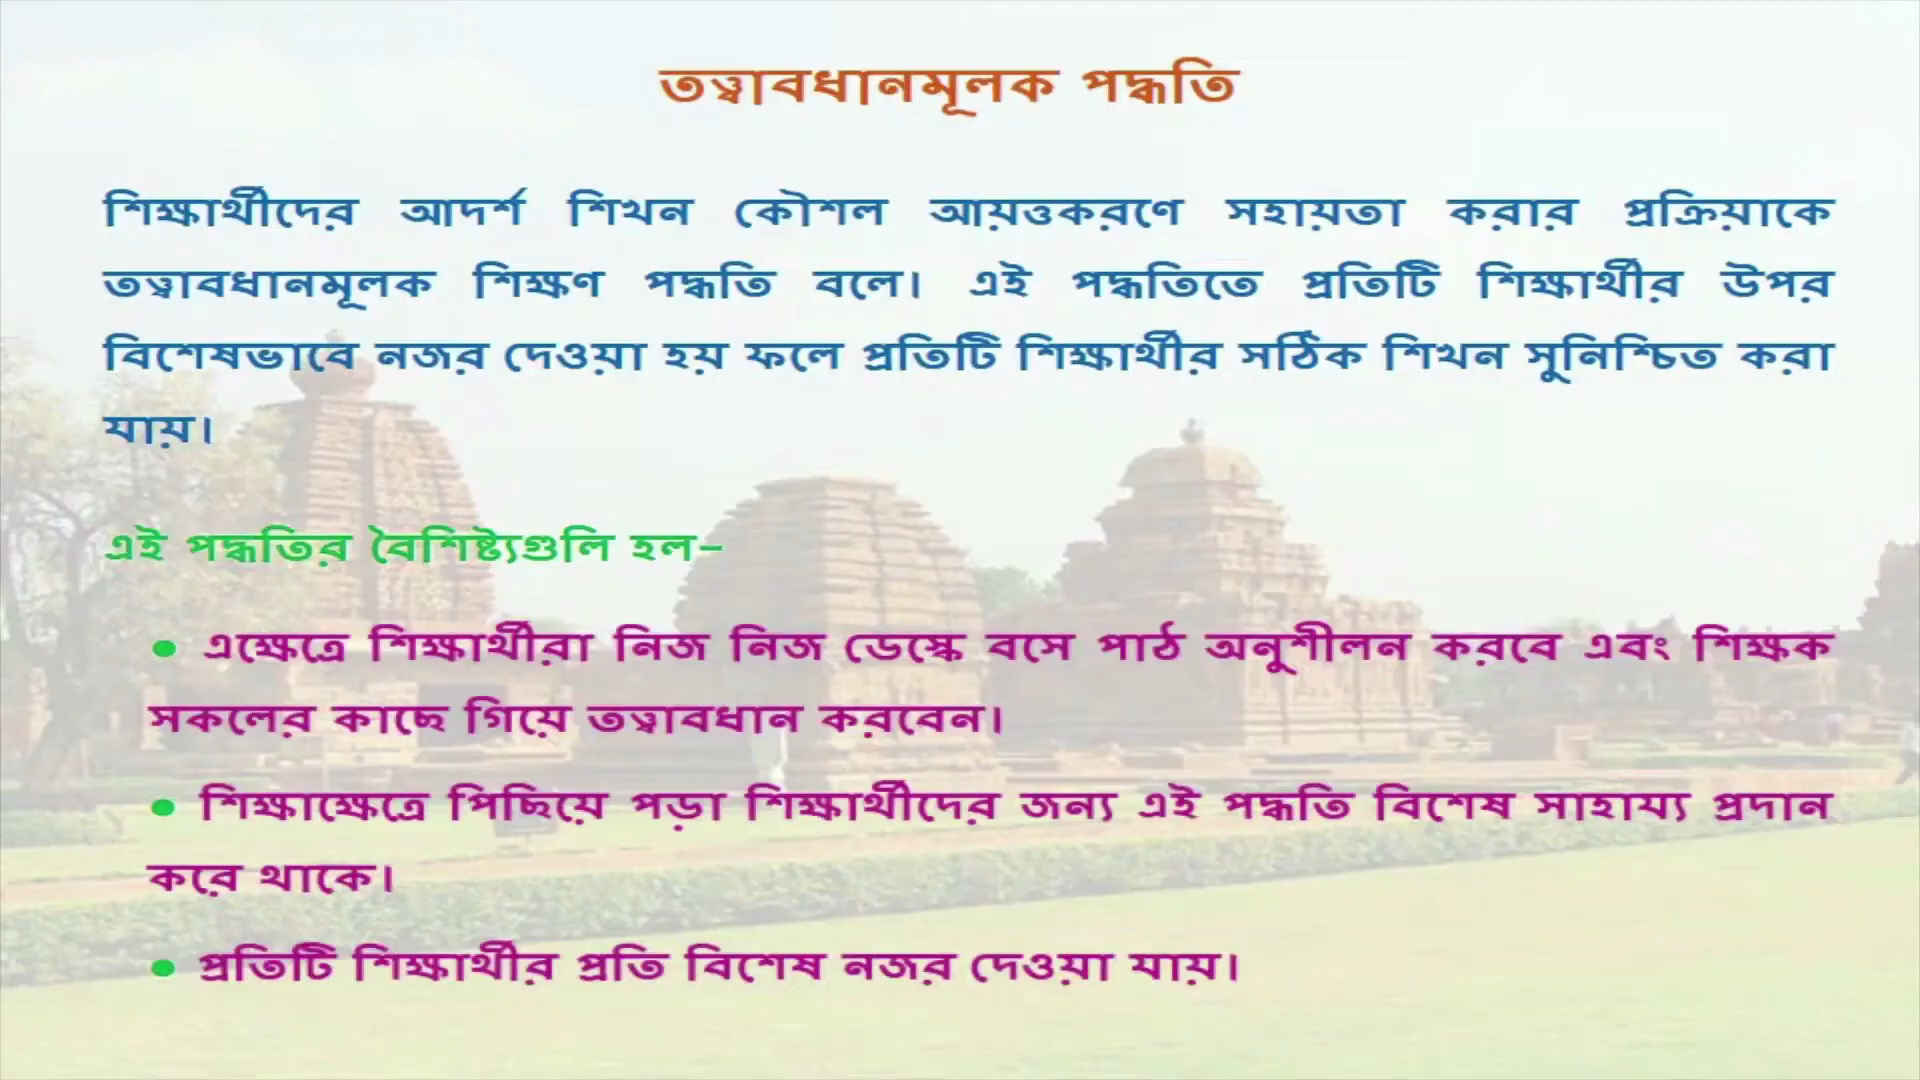 তত্ত্বাবধানমূলক পদ্ধতি
শিক্ষার্থীদের আদর্শ শিখন কৌশল আয়ত্তকরণে সহায়তা করার প্রক্রিয়াকে
তত্ত্বাবধানমূলক শিক্ষণ পদ্ধতি বলে। এই পদ্ধতিতে প্রতিটি শিক্ষার্থীর উপর
বিশেষভাবে নজর দেওয়া হয় ফলে প্রতিটি শিক্ষার্থীর সঠিক শিখন সুনিশ্চিত করা
যায়।
এই পদ্ধতির বৈশিষ্ট্যগুলি হল–
● এক্ষেত্রে শিক্ষার্থীরা নিজ নিজ ডেস্কে বসে পাঠ অনুশীলন করবে এবং শিক্ষক
সকলের কাছে গিয়ে তত্ত্বাবধান করবেন।
● শিক্ষাক্ষেত্রে পিছিয়ে পড়া শিক্ষার্থীদের জন্য এই পদ্ধতি বিশেষ সাহায্য প্রদান
করে থাকে।
● প্রতিটি শিক্ষার্থীর প্রতি বিশেষ নজর দেওয়া যায়।